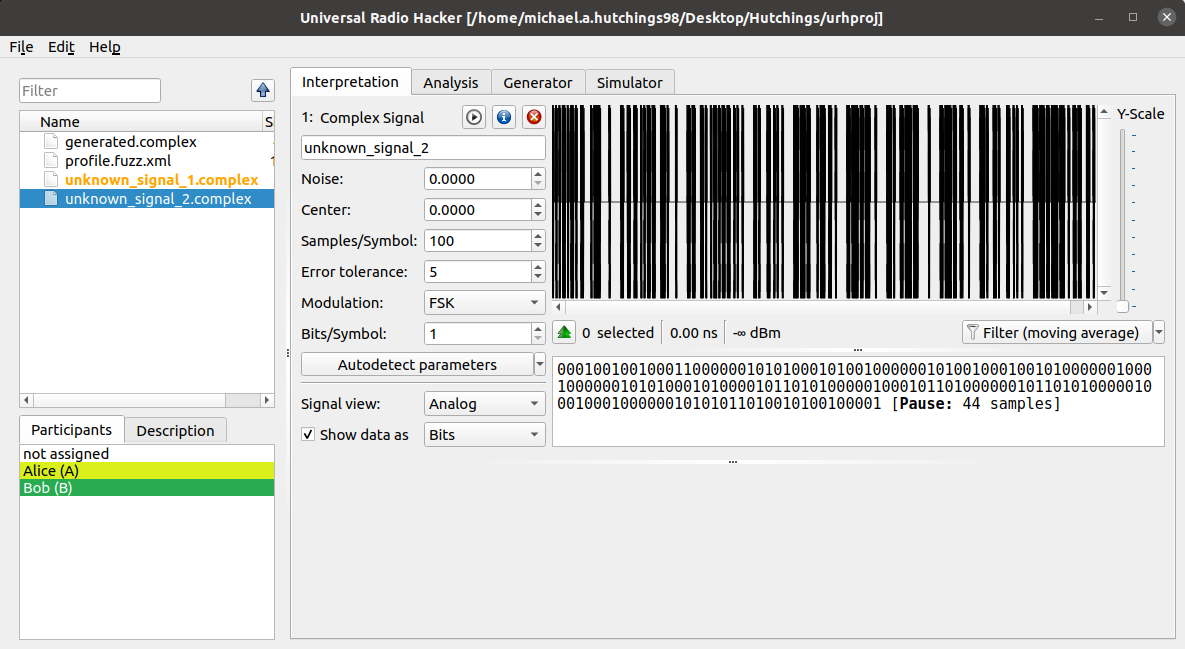 Universal Radio Hacker [/home/michael.a.hutchings98/Desktop/Hutchings/urhproj]
File Edit Help
Filter
Name S
generated.complex
profile.fuzz.xml 1
unknown_signal_1.complex
unknown_signal_2.complex
Participants Description
not assigned
Alice (A)
Bob (B)
Interpretation Analysis Generator Simulator
1: Complex Signal
unknown_signal_2
Noise: 0.0000
Center: 0.0000
Samples/Symbol: 100
Error tolerance: 5
Modulation: FSK
Bits/Symbol: 1
Autodetect parameters
Signal view: Analog
Show data as Bits
Y-Scale
0 selected 0.00 ns -∞ dBm Filter (moving average)
0001001001000110000001010100010100100000010100100010010100000010001
1000000101010001010000101101010000010001011010000001011010100000100
001000100000010101011010010100100001 [Pause: 44 samples]